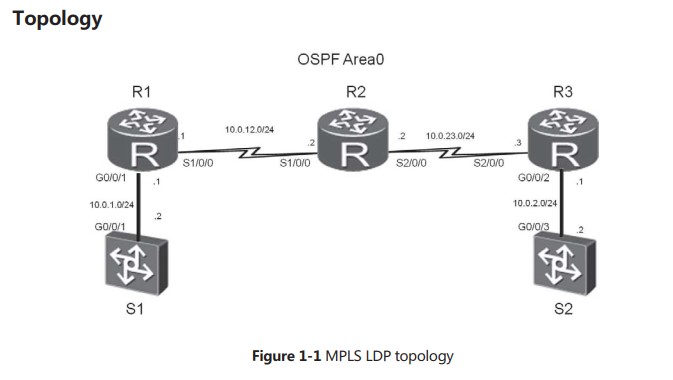 Topology
OSPF Area0
R1
R2
R3
.1
10.0.12.0/24
.2
.2
10.0.23.0/24
.3
R
R
R
S1/0/0
S1/0/0
S2/0/0
S2/0/0
G0/0/1
.1
G0/0/2
.1
10.0.1.0/24
.2
10.0.2.0/24
G0/0/1
G0/0/3
.2
S1
S2
Figure 1-1 MPLS LDP topology